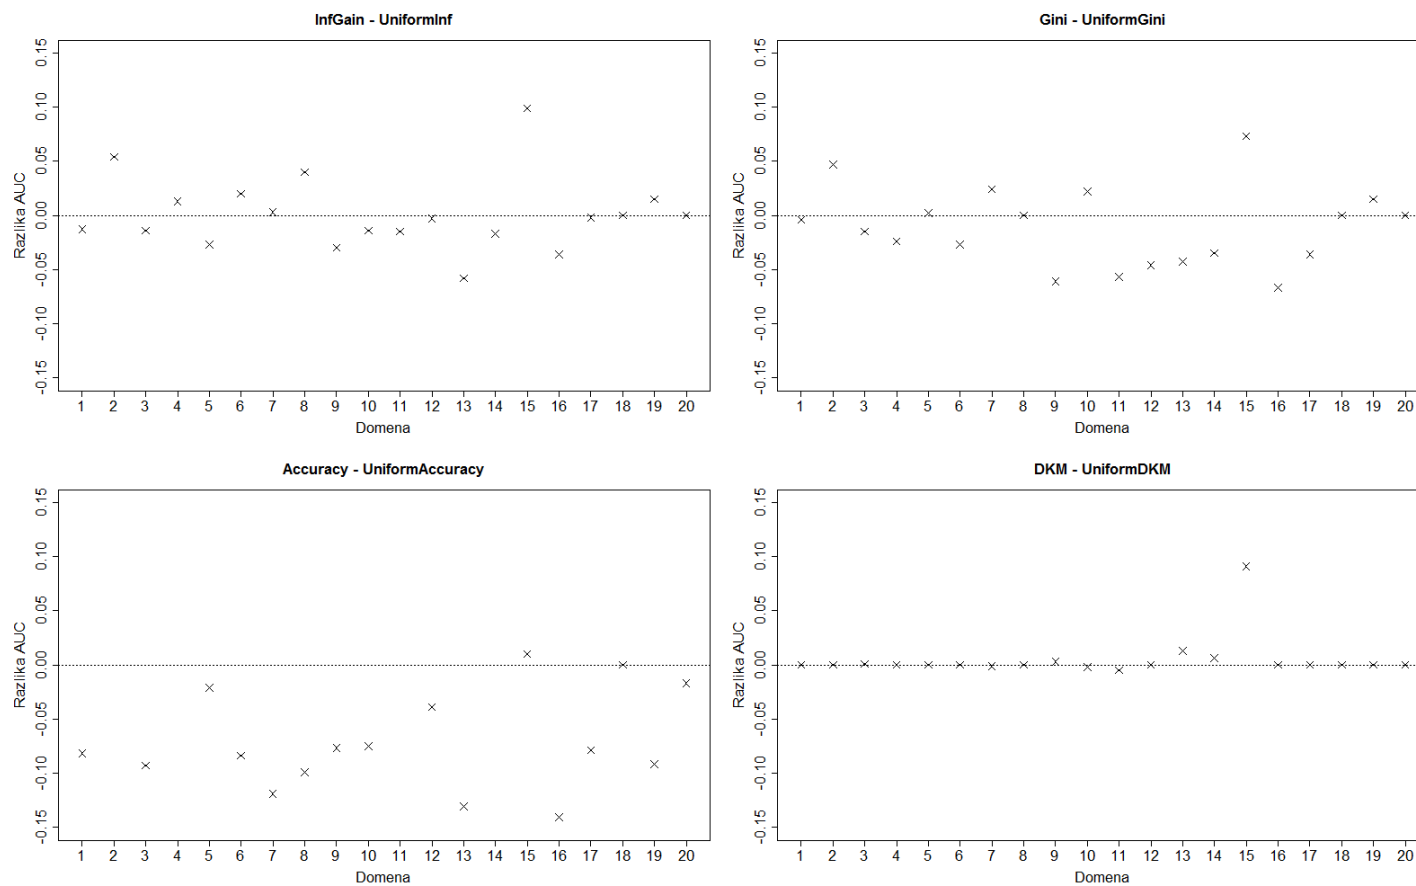 InfGain - UniformInf
Razlika AUC
0.15
0.10
0.05
0.00
-0.05
-0.10
-0.15
1 2 3 4 5 6 7 8 9 10 11 12 13 14 15 16 17 18 19 20
Domena
Gini - UniformGini
Razlika AUC
0.15
0.10
0.05
0.00
-0.05
-0.10
-0.15
1 2 3 4 5 6 7 8 9 10 11 12 13 14 15 16 17 18 19 20
Domena
Accuracy - UniformAccuracy
Razlika AUC
0.15
0.10
0.05
0.00
-0.05
-0.10
-0.15
1 2 3 4 5 6 7 8 9 10 11 12 13 14 15 16 17 18 19 20
Domena
DKM - UniformDKM
Razlika AUC
0.15
0.10
0.05
0.00
-0.05
-0.10
-0.15
1 2 3 4 5 6 7 8 9 10 11 12 13 14 15 16 17 18 19 20
Domena